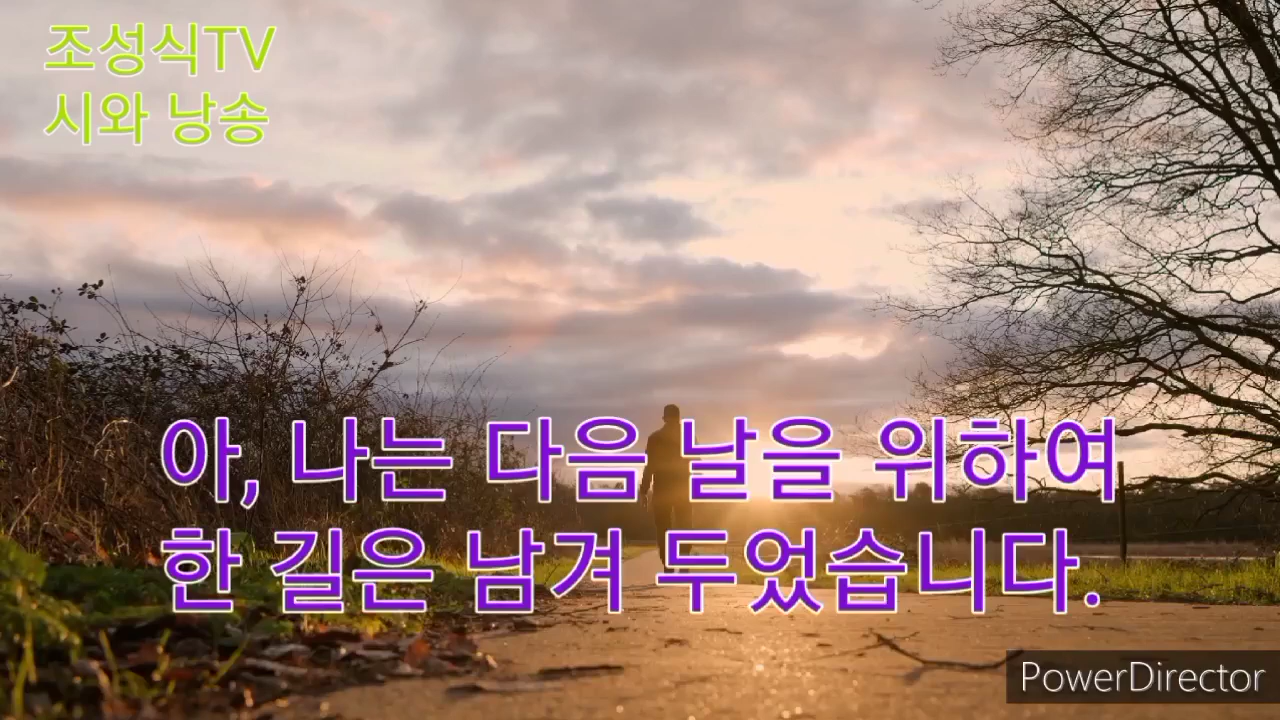 조성식TV
시와 낭송
아, 나는 다음 날을 위하여
한 길은 남겨 두었습니다.
PowerDirector